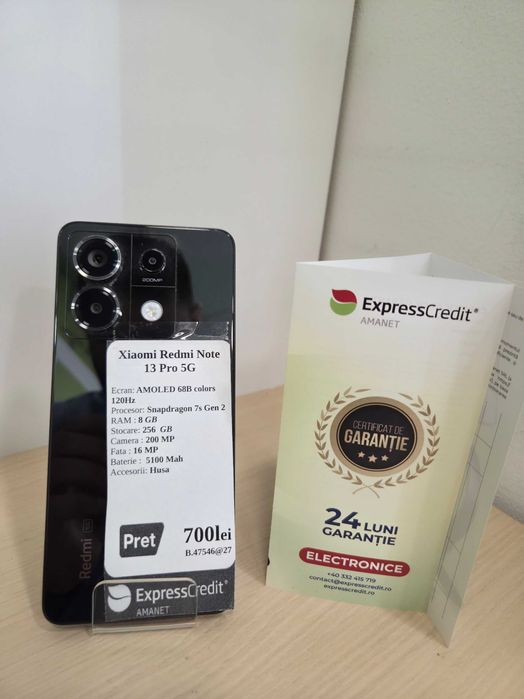 200MP
Xiaomi Redmi Note
13 Pro 5G
Ecran: AMOLED 68B colors
120Hz
Procesor: Snapdragon 7s Gen 2
RAM : 8 GB
Stocare: 256 GB
Camera : 200 MP
Fata : 16 MP
Baterie : 5100 Mah
Accesorii: Husa
Pret 700lei
B.47546@27
Redmi 5G
ExpressCredit®
AMANET
ExpressCredit®
AMANET
CERTIFICAT DE
GARANȚIE
24 LUNI
GARANȚIE
ELECTRONICE
+40 332 415 719
contact@expresscredit.ro
expresscredit.ro